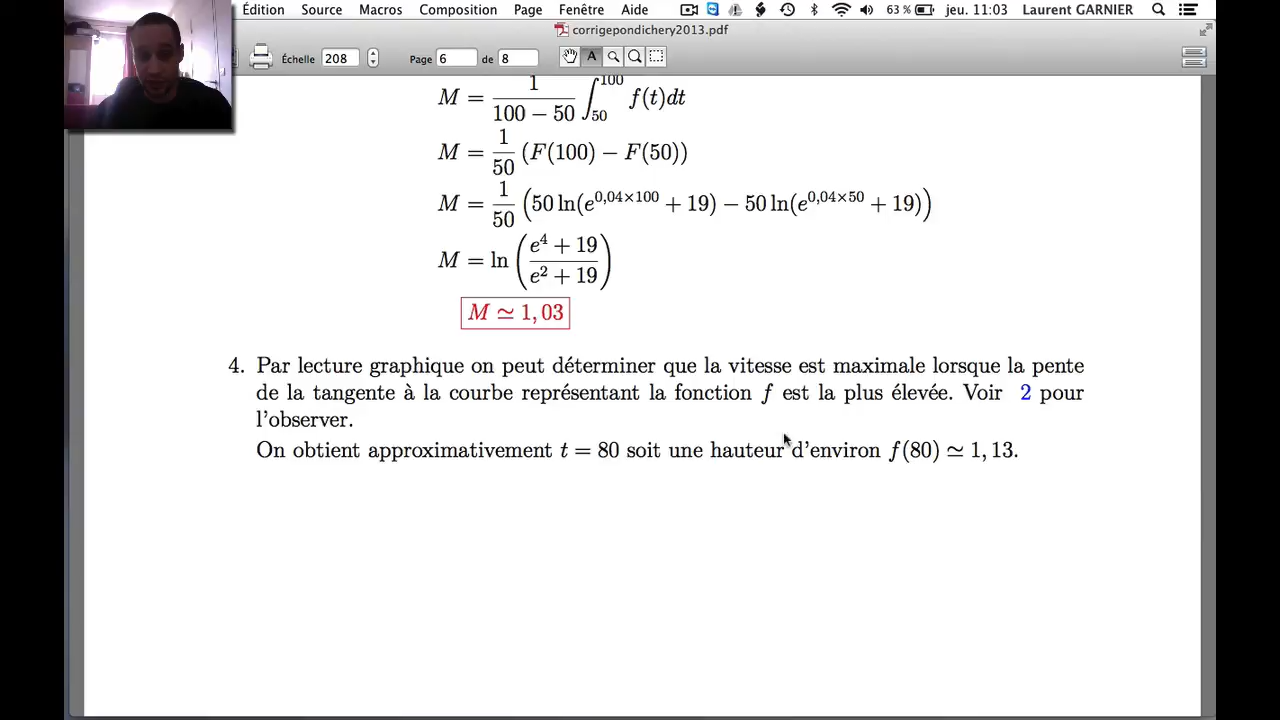 Édition Source Macros Composition Page Fenêtre Aide 63 % jeu. 11:03 Laurent GARNIER
corrigepondichery2013.pdf
Échelle 208 Page 6 de 8
M = 1/(100 − 50) ∫_50^100 f(t)dt
M = 1/50 (F(100) − F(50))
M = 1/50 (50 ln(e^{0,04×100} + 19) − 50 ln(e^{0,04×50} + 19))
M = ln((e^4 + 19)/(e^2 + 19))
M ≃ 1, 03
4. Par lecture graphique on peut déterminer que la vitesse est maximale lorsque la pente
de la tangente à la courbe représentant la fonction f est la plus élevée. Voir 2 pour
l'observer.
On obtient approximativement t = 80 soit une hauteur d'environ f(80) ≃ 1, 13.